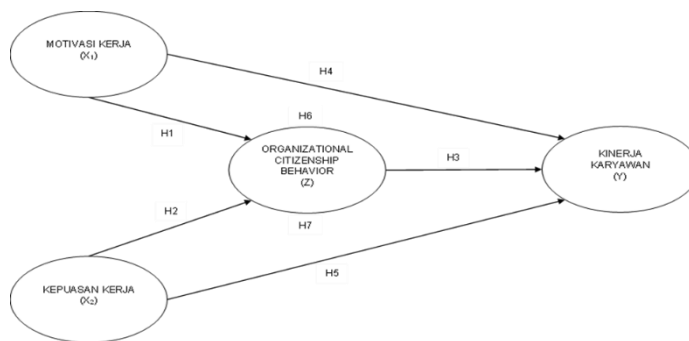 MOTIVASI KERJA
(X₁)
H4
H1
H6
ORGANIZATIONAL
CITIZENSHIP
BEHAVIOR
(Z)
H3
KINERJA
KARYAWAN
(Y)
H2
H7
H5
KEPUASAN KERJA
(X₂)